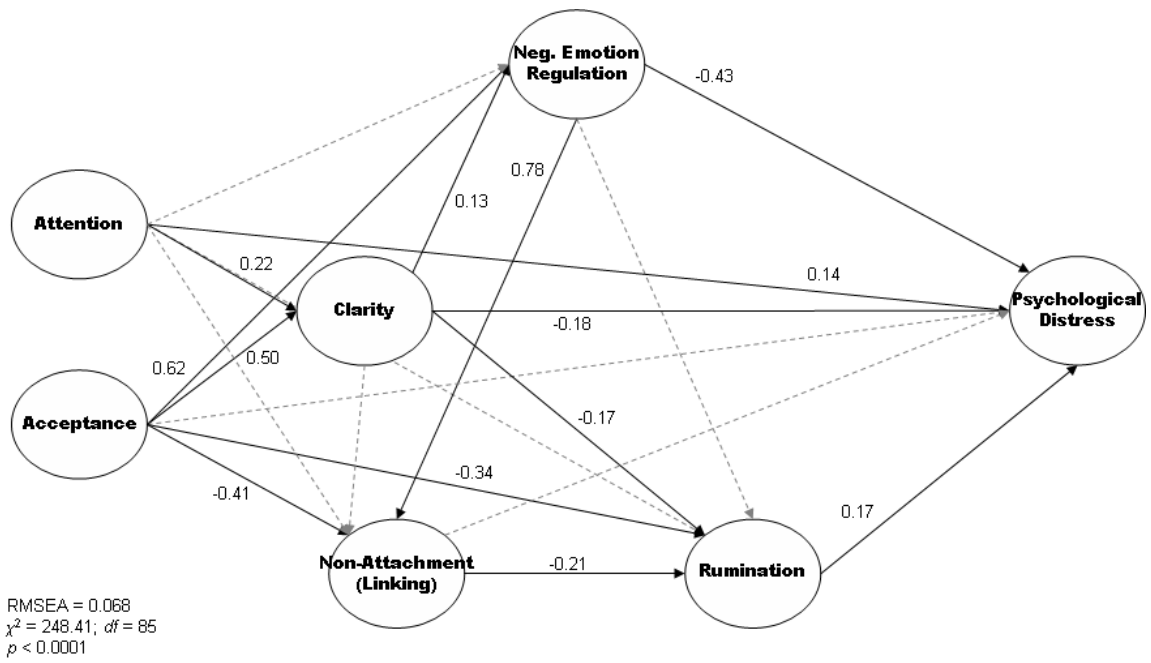 Neg. Emotion
Regulation
-0.43
0.78
0.13
Attention
0.22
0.14
Clarity
Psychological
Distress
-0.18
0.62
0.50
Acceptance
-0.17
-0.34
-0.41
0.17
Non-Attachment
(Linking)
-0.21
Rumination
RMSEA = 0.068
χ² = 248.41; df = 85
p < 0.0001